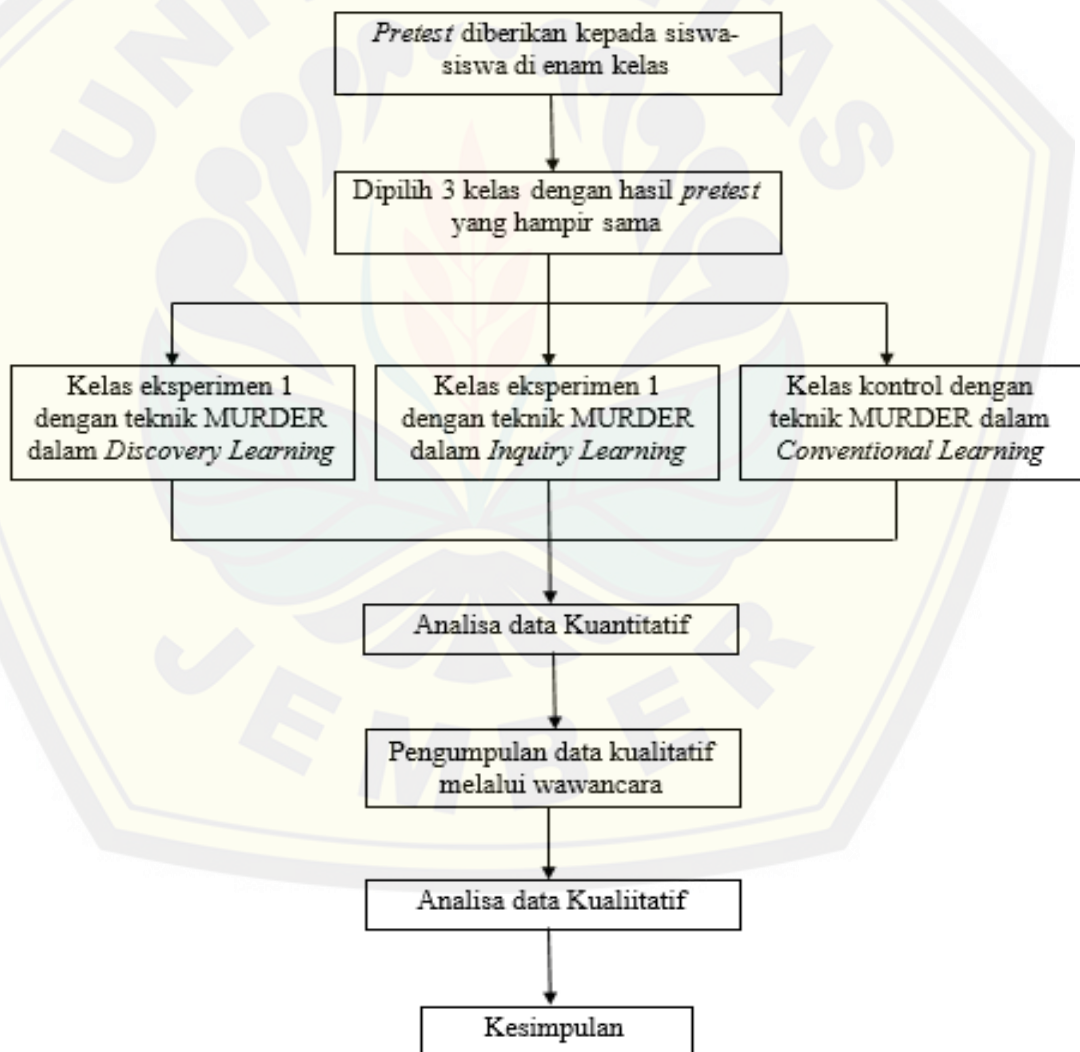 Pretest diberikan kepada siswa-
siswa di enam kelas
Dipilih 3 kelas dengan hasil pretest
yang hampir sama
Kelas eksperimen 1
dengan teknik MURDER
dalam Discovery Learning
Kelas eksperimen 1
dengan teknik MURDER
dalam Inquiry Learning
Kelas kontrol dengan
teknik MURDER dalam
Conventional Learning
Analisa data Kuantitatif
Pengumpulan data kualitatif
melalui wawancara
Analisa data Kualiitatif
Kesimpulan
JEMBER